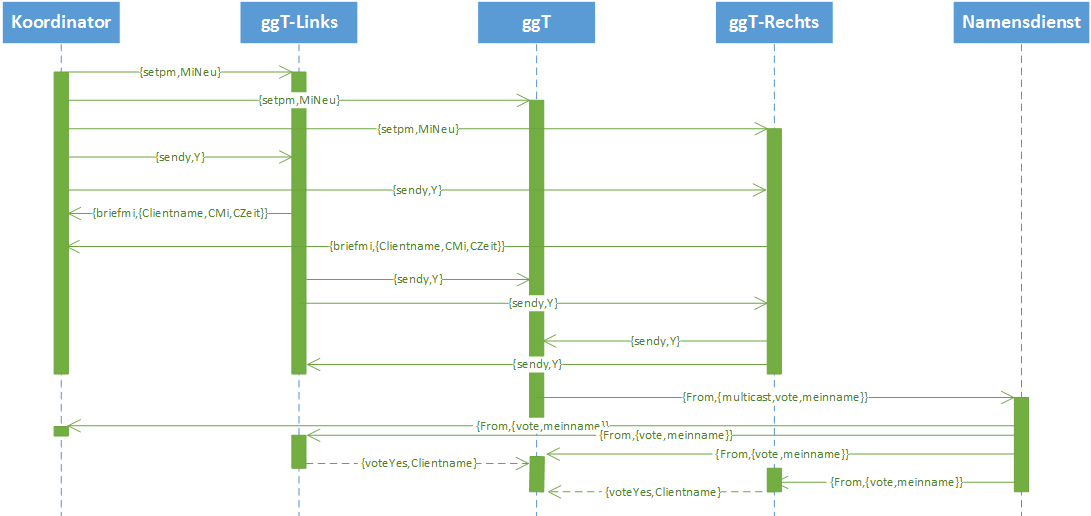 Koordinator
ggT-Links
ggT
ggT-Rechts
Namensdienst
{setpm,MiNeu}
{setpm,MiNeu}
{setpm,MiNeu}
{sendy,Y}
{sendy,Y}
{briefmi,{Clientname,CMi,CZeit}}
{briefmi,{Clientname,CMi,CZeit}}
{sendy,Y}
{sendy,Y}
{sendy,Y}
{sendy,Y}
{From,{multicast,vote,meinname}}
{From,{vote,meinname}}
{From,{vote,meinname}}
{From,{vote,meinname}}
{voteYes,Clientname}
{From,{vote,meinname}}
{voteYes,Clientname}